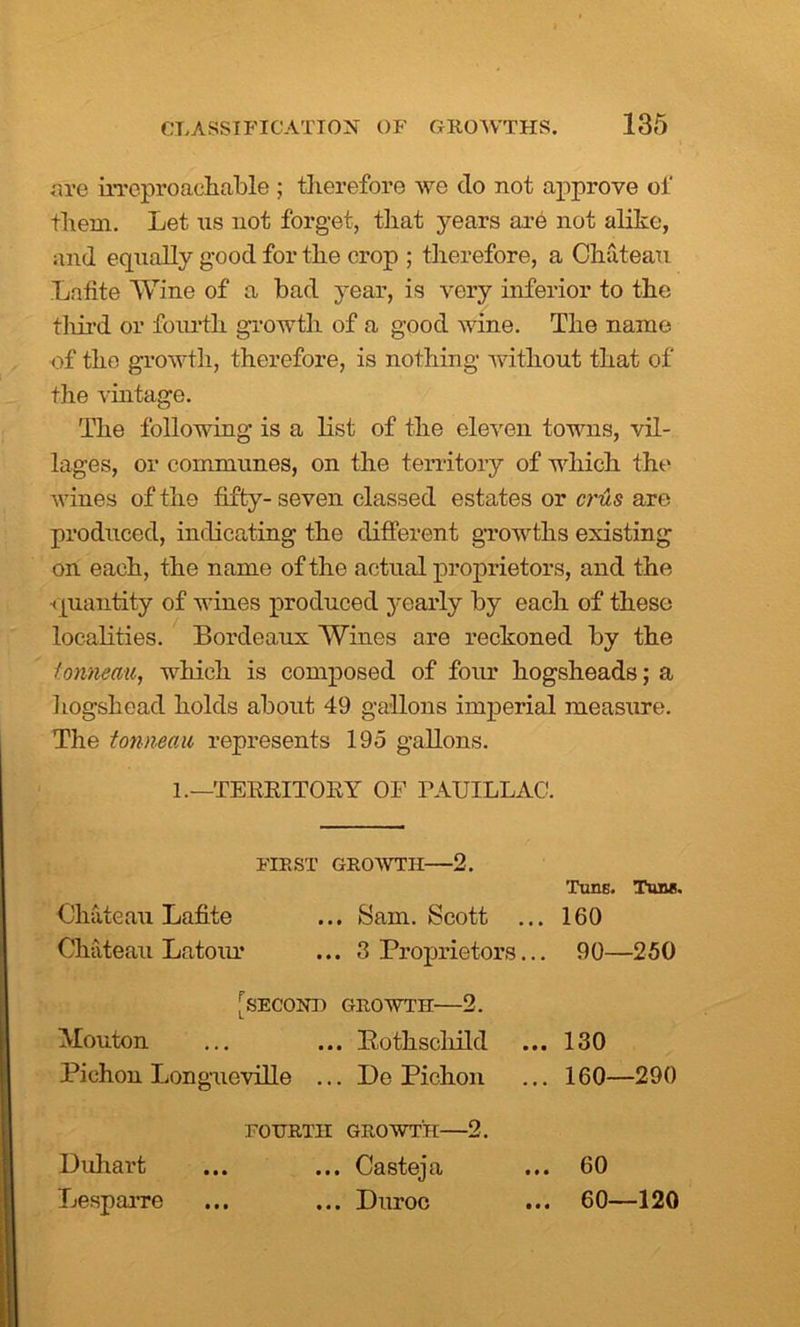 CLASSIFICATION OF GROWTHS. 135
are irreproachable ; therefore we do not approve of
them. Let us not forget, that years are not alike,
and equally good for the crop ; therefore, a Château
Lafite Wine of a bad year, is very inferior to the
third or fourth growth of a good wine. The name
of the growth, therefore, is nothing without that of
the vintage.
The following is a list of the eleven towns, vil-
lages, or communes, on the territory of which the
wines of the fifty-seven classed estates or crûs are
produced, indicating the different growths existing
on each, the name of the actual proprietors, and the
quantity of wines produced yearly by each of these
localities. Bordeaux Wines are reckoned by the
tonneau, which is composed of four hogsheads; a
hogshead holds about 49 gallons imperial measure.
The tonneau represents 195 gallons.
1.—TERRITORY OF PAUILLAC.
FIRST GROWTH—2.
Tuns. Tuns.
Château Lafite ... Sam. Scott ... 160
Château Latour ... 3 Proprietors... 90—250
[SECOND GROWTH—2.
Mouton ... ... Rothschild ... 130
Pichon Longueville ... De Pichon ... 160—290
FOURTH GROWTH—2.
Duhart ... ... Casteja ... 60
Lesparre ... ... Duroc ... 60—120